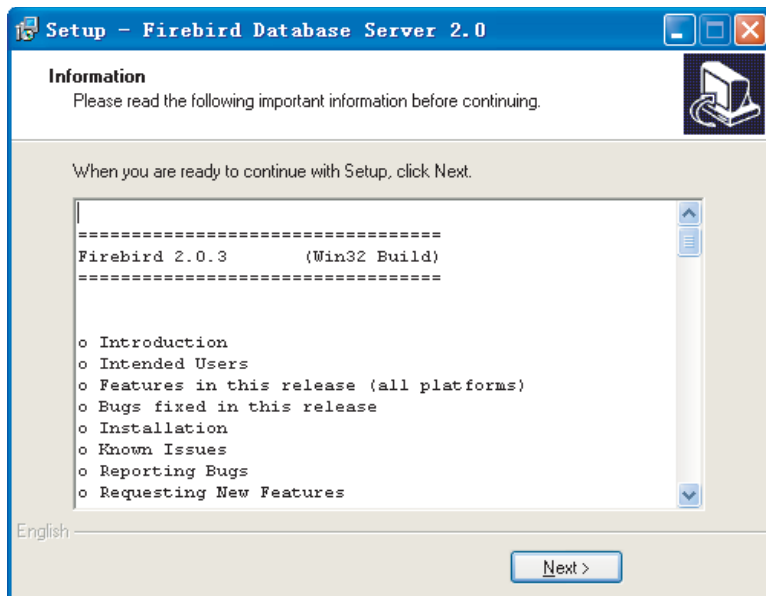 Setup - Firebird Database Server 2.0
Information
Please read the following important information before continuing.
When you are ready to continue with Setup, click Next.
==================================
Firebird 2.0.3 (Win32 Build)
==================================
o Introduction
o Intended Users
o Features in this release (all platforms)
o Bugs fixed in this release
o Installation
o Known Issues
o Reporting Bugs
o Requesting New Features
English
Next >